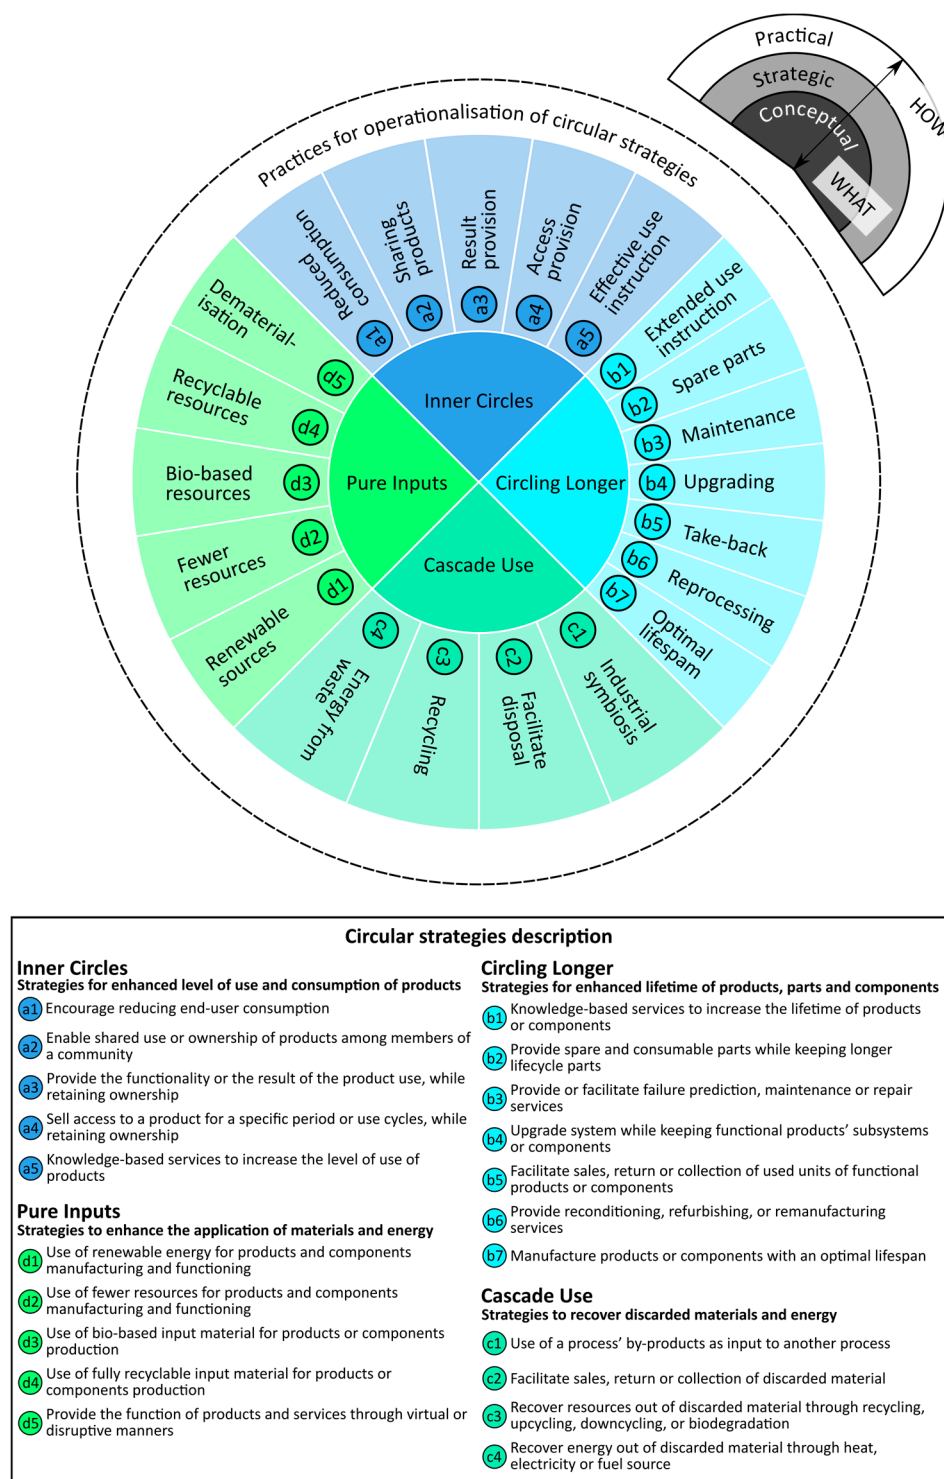 Practical
Strategic
Conceptual
WHAT
HOW
Practices for operationalisation of circular strategies
Reduced
consumption
a1
Sharing
products
a2
Result
provision
a3
Access
provision
a4
Effective use
instruction
a5
Extended use
instruction
b1
Spare parts
b2
Maintenance
b3
Upgrading
b4
Take-back
b5
Reprocessing
b6
Optimal
lifespam
b7
Industrial
symbiosis
c1
Facilitate
disposal
c2
Recycling
c3
Energy from
waste
c4
Renewable
sources
d1
Fewer
resources
d2
Bio-based
resources
d3
Recyclable
resources
d4
Dematerial-
isation
d5
Inner Circles
Pure Inputs
Circling Longer
Cascade Use
Circular strategies description
Inner Circles
Strategies for enhanced level of use and consumption of products
a1 Encourage reducing end-user consumption
a2 Enable shared use or ownership of products among members of
a community
a3 Provide the functionality or the result of the product use, while
retaining ownership
a4 Sell access to a product for a specific period or use cycles, while
retaining ownership
a5 Knowledge-based services to increase the level of use of
products
Pure Inputs
Strategies to enhance the application of materials and energy
d1 Use of renewable energy for products and components
manufacturing and functioning
d2 Use of fewer resources for products and components
manufacturing and functioning
d3 Use of bio-based input material for products or components
production
d4 Use of fully recyclable input material for products or
components production
d5 Provide the function of products and services through virtual or
disruptive manners
Circling Longer
Strategies for enhanced lifetime of products, parts and components
b1 Knowledge-based services to increase the lifetime of products
or components
b2 Provide spare and consumable parts while keeping longer
lifecycle parts
b3 Provide or facilitate failure prediction, maintenance or repair
services
b4 Upgrade system while keeping functional products' subsystems
or components
b5 Facilitate sales, return or collection of used units of functional
products or components
b6 Provide reconditioning, refurbishing, or remanufacturing
services
b7 Manufacture products or components with an optimal lifespan
Cascade Use
Strategies to recover discarded materials and energy
c1 Use of a process' by-products as input to another process
c2 Facilitate sales, return or collection of discarded material
c3 Recover resources out of discarded material through recycling,
upcycling, downcycling, or biodegradation
c4 Recover energy out of discarded material through heat,
electricity or fuel source